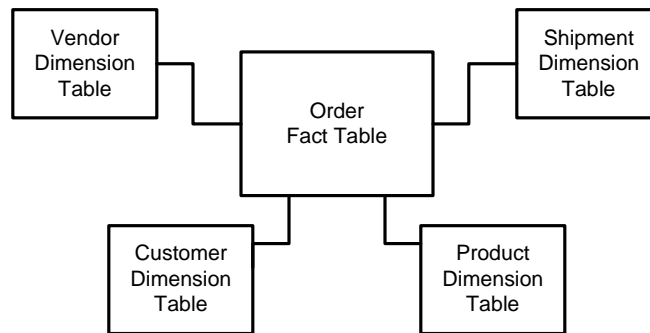 Vendor
Dimension
Table
Shipment
Dimension
Table
Order
Fact Table
Customer
Dimension
Table
Product
Dimension
Table